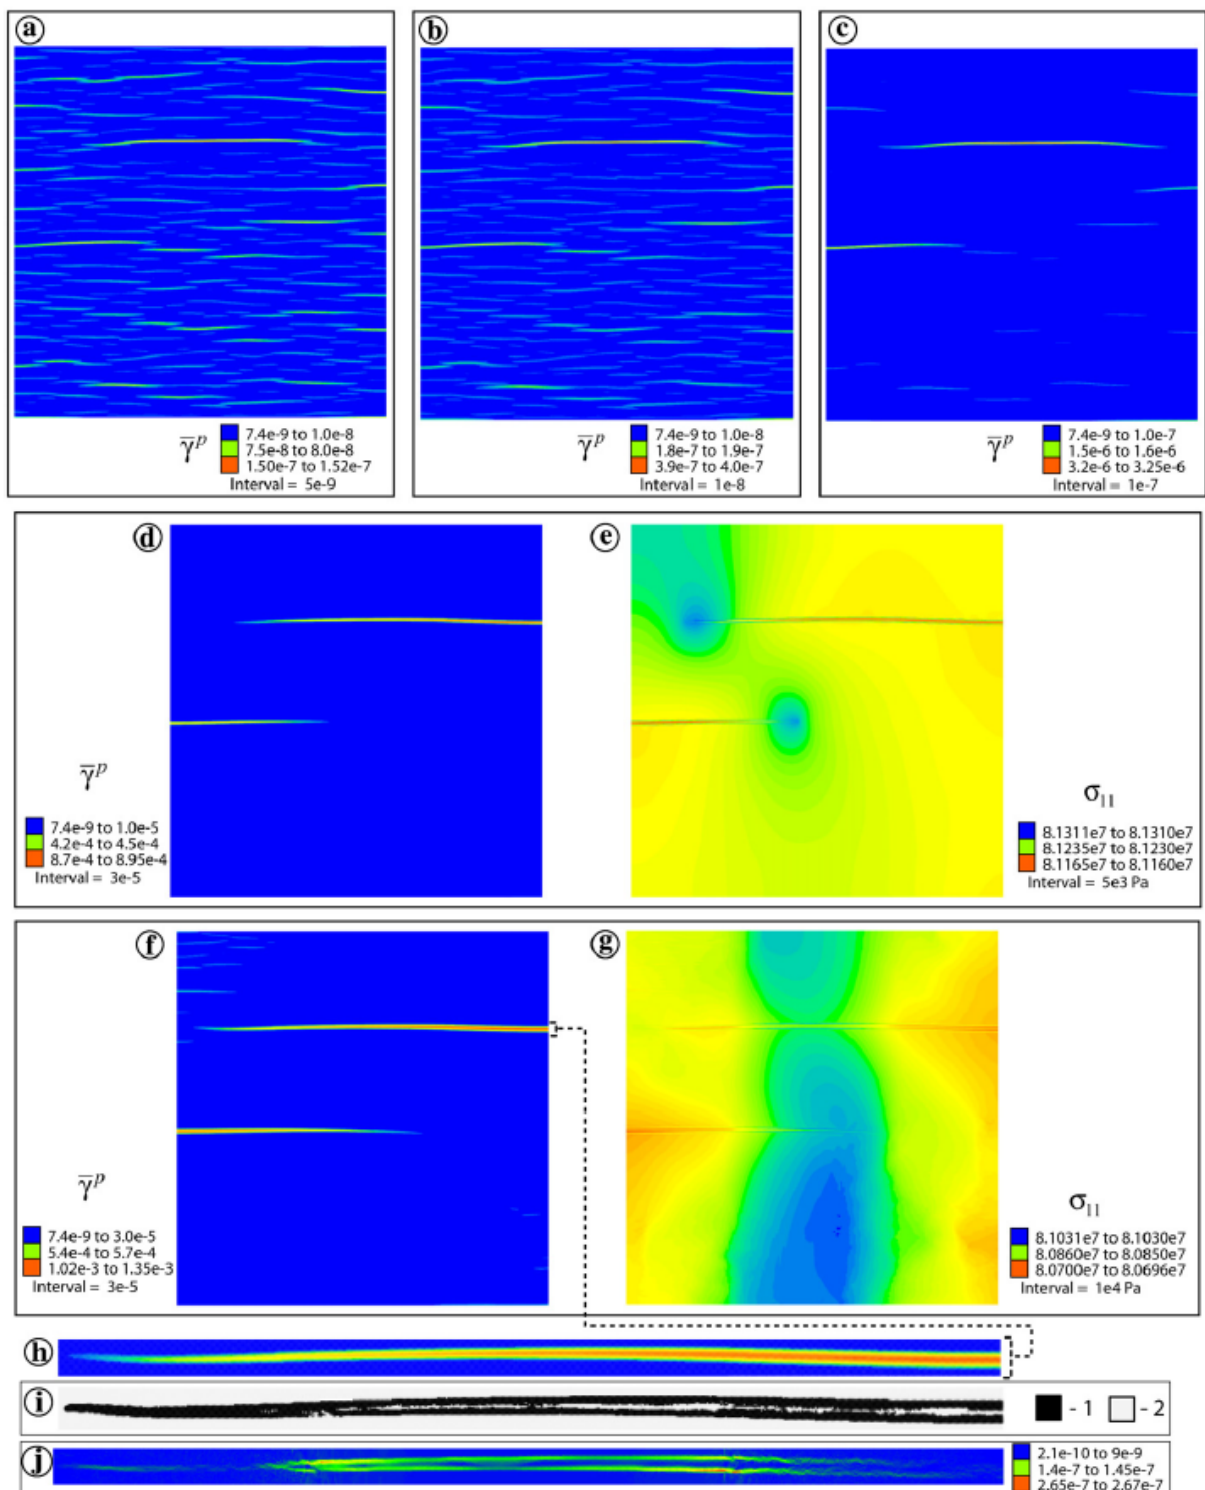 a
b
c
γ̄ᵖ
7.4e-9 to 1.0e-8
7.5e-8 to 8.0e-8
1.50e-7 to 1.52e-7
Interval = 5e-9
γ̄ᵖ
7.4e-9 to 1.0e-8
1.8e-7 to 1.9e-7
3.9e-7 to 4.0e-7
Interval = 1e-8
γ̄ᵖ
7.4e-9 to 1.0e-7
1.5e-6 to 1.6e-6
3.2e-6 to 3.25e-6
Interval = 1e-7
d
e
γ̄ᵖ
7.4e-9 to 1.0e-5
4.2e-4 to 4.5e-4
8.7e-4 to 8.95e-4
Interval = 3e-5
σ₁₁
8.1311e7 to 8.1310e7
8.1235e7 to 8.1230e7
8.1165e7 to 8.1160e7
Interval = 5e3 Pa
f
g
γ̄ᵖ
7.4e-9 to 3.0e-5
5.4e-4 to 5.7e-4
1.02e-3 to 1.35e-3
Interval = 3e-5
σ₁₁
8.1031e7 to 8.1030e7
8.0860e7 to 8.0850e7
8.0700e7 to 8.0696e7
Interval = 1e4 Pa
h
i
- 1 - 2
j
2.1e-10 to 9e-9
1.4e-7 to 1.45e-7
2.65e-7 to 2.67e-7